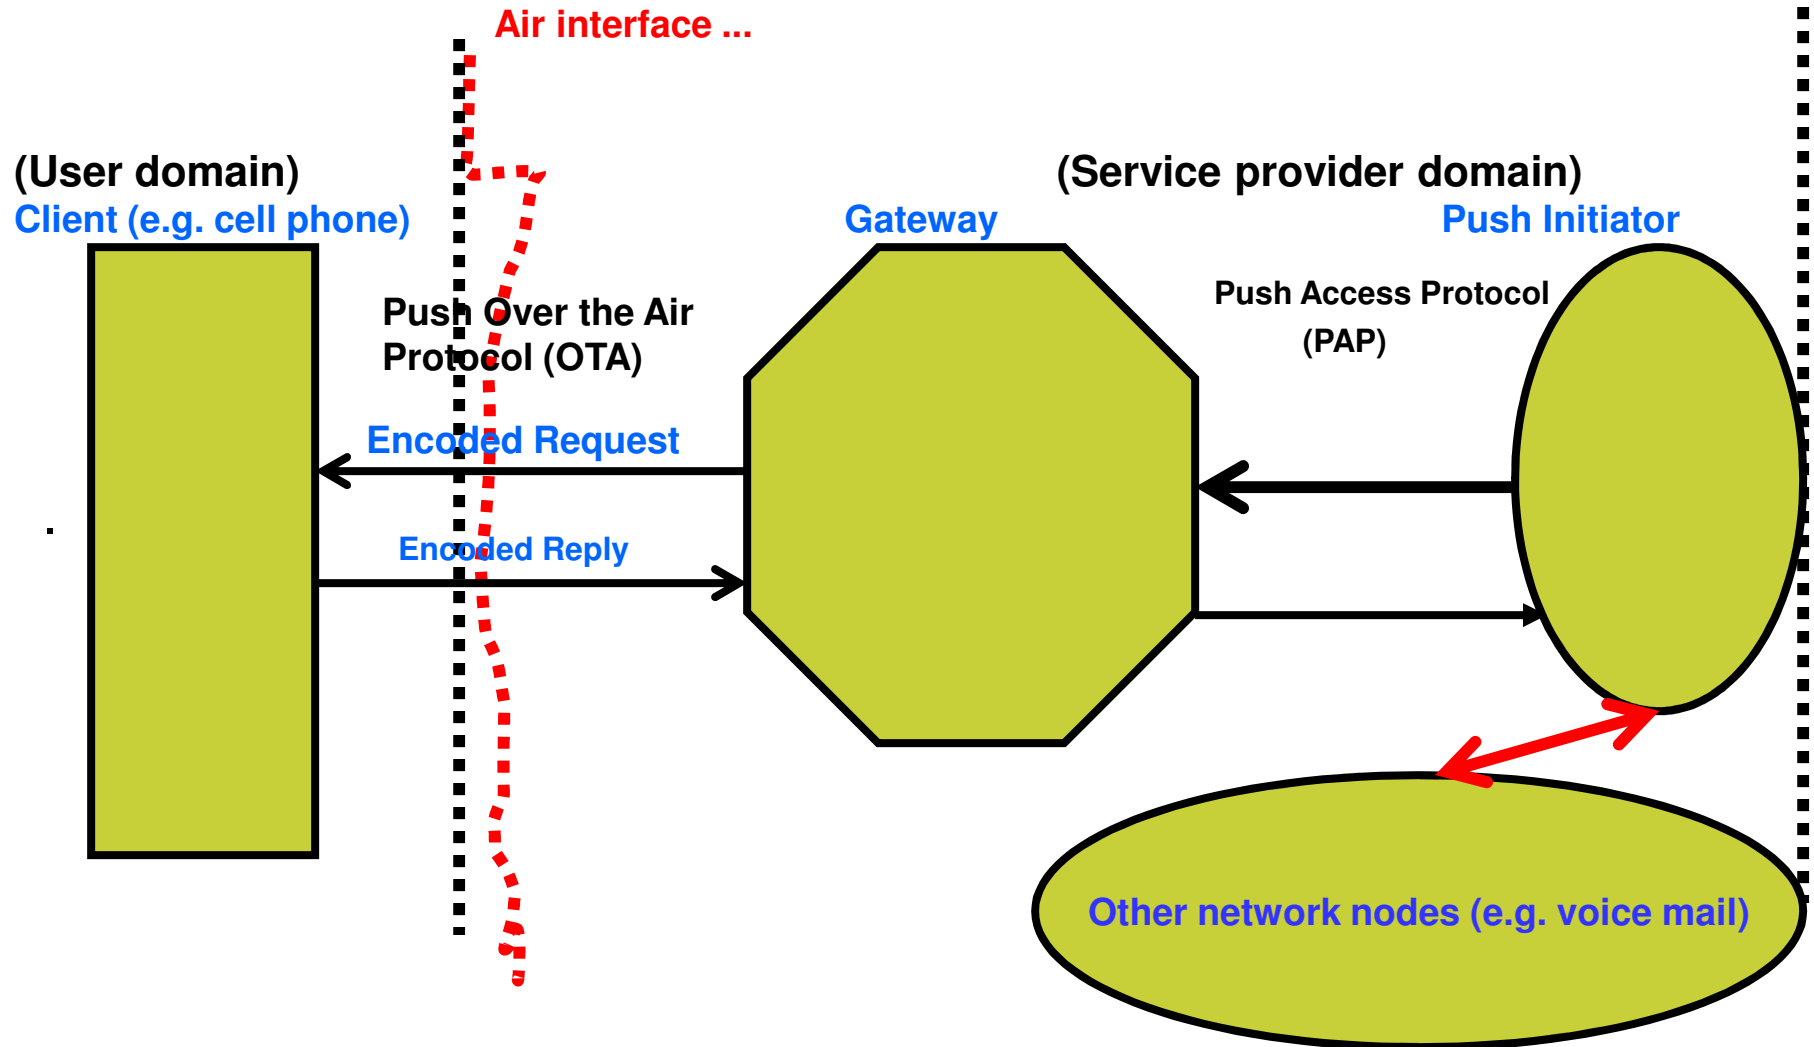 Air interface ...
(User domain)
(Service provider domain)
Client (e.g. cell phone)
Gateway
Push Initiator
Push Over the Air
Protocol (OTA)
Push Access Protocol
(PAP)
Encoded Request
Encoded Reply
.
Other network nodes (e.g. voice mail)